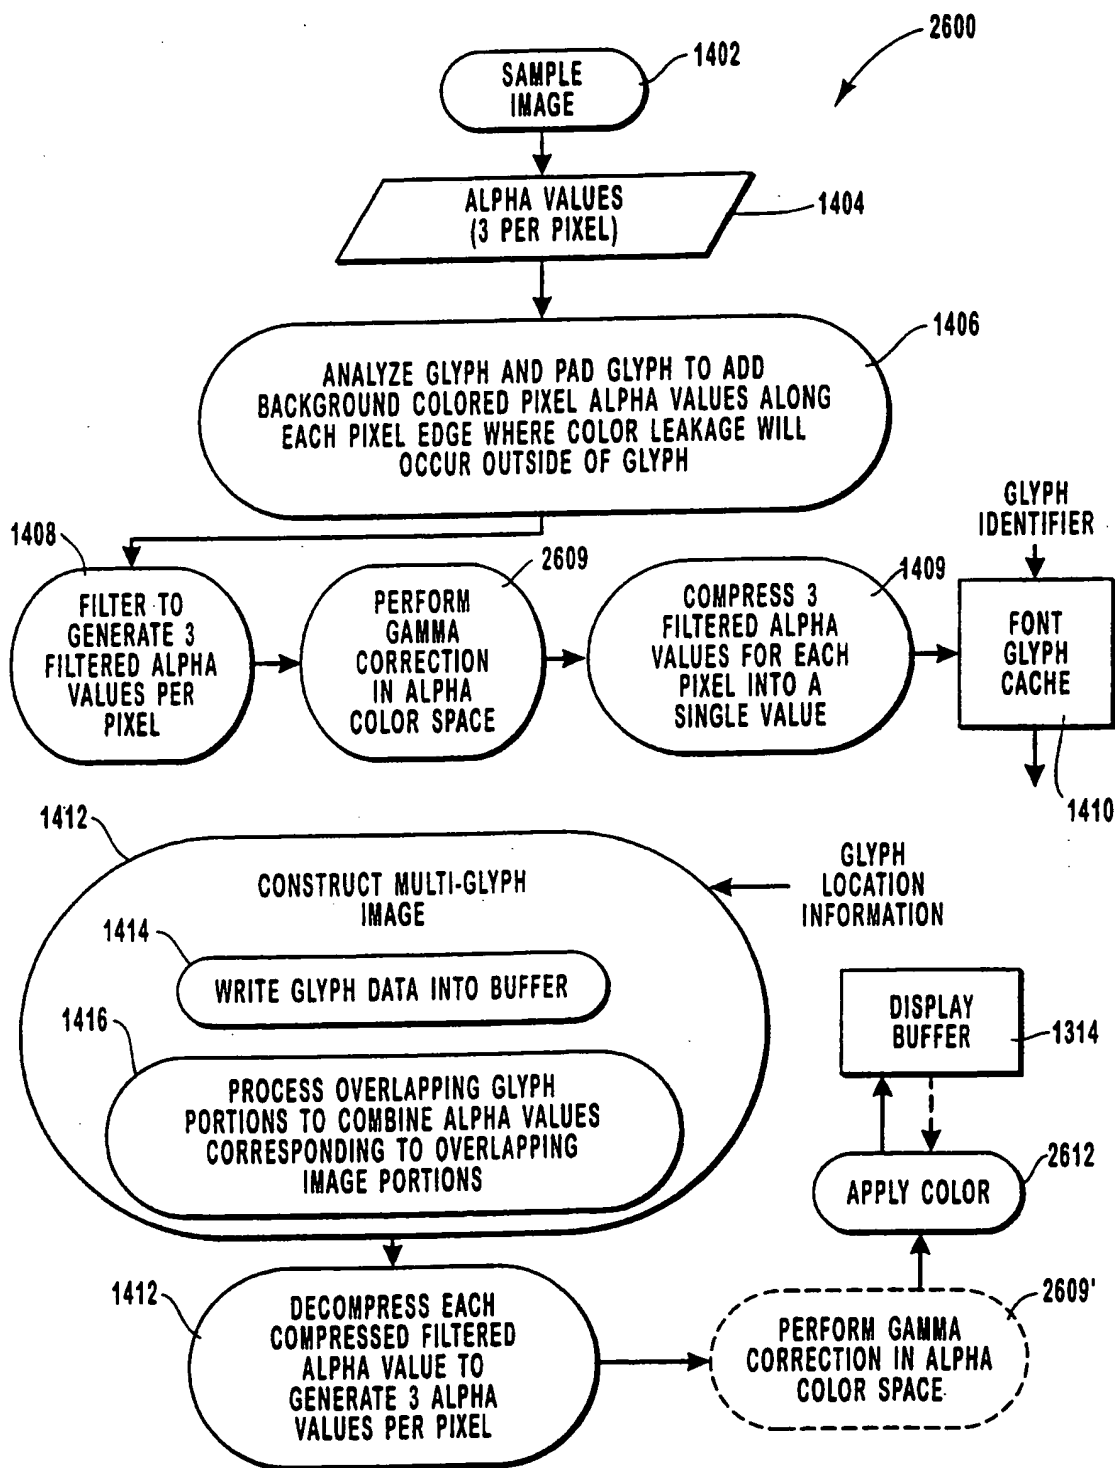 2600
1402
SAMPLE
IMAGE
ALPHA VALUES
(3 PER PIXEL)
1404
1406
ANALYZE GLYPH AND PAD GLYPH TO ADD
BACKGROUND COLORED PIXEL ALPHA VALUES ALONG
EACH PIXEL EDGE WHERE COLOR LEAKAGE WILL
OCCUR OUTSIDE OF GLYPH
1408
FILTER TO
GENERATE 3
FILTERED ALPHA
VALUES PER
PIXEL
2609
PERFORM
GAMMA
CORRECTION
IN ALPHA
COLOR SPACE
1409
COMPRESS 3
FILTERED ALPHA
VALUES FOR EACH
PIXEL INTO A
SINGLE VALUE
GLYPH
IDENTIFIER
FONT
GLYPH
CACHE
1410
1412
CONSTRUCT MULTI-GLYPH
IMAGE
GLYPH
LOCATION
INFORMATION
1414
WRITE GLYPH DATA INTO BUFFER
1416
PROCESS OVERLAPPING GLYPH
PORTIONS TO COMBINE ALPHA VALUES
CORRESPONDING TO OVERLAPPING
IMAGE PORTIONS
DISPLAY
BUFFER
1314
2612
APPLY COLOR
1412
DECOMPRESS EACH
COMPRESSED FILTERED
ALPHA VALUE TO
GENERATE 3 ALPHA
VALUES PER PIXEL
2609'
PERFORM GAMMA
CORRECTION IN ALPHA
COLOR SPACE